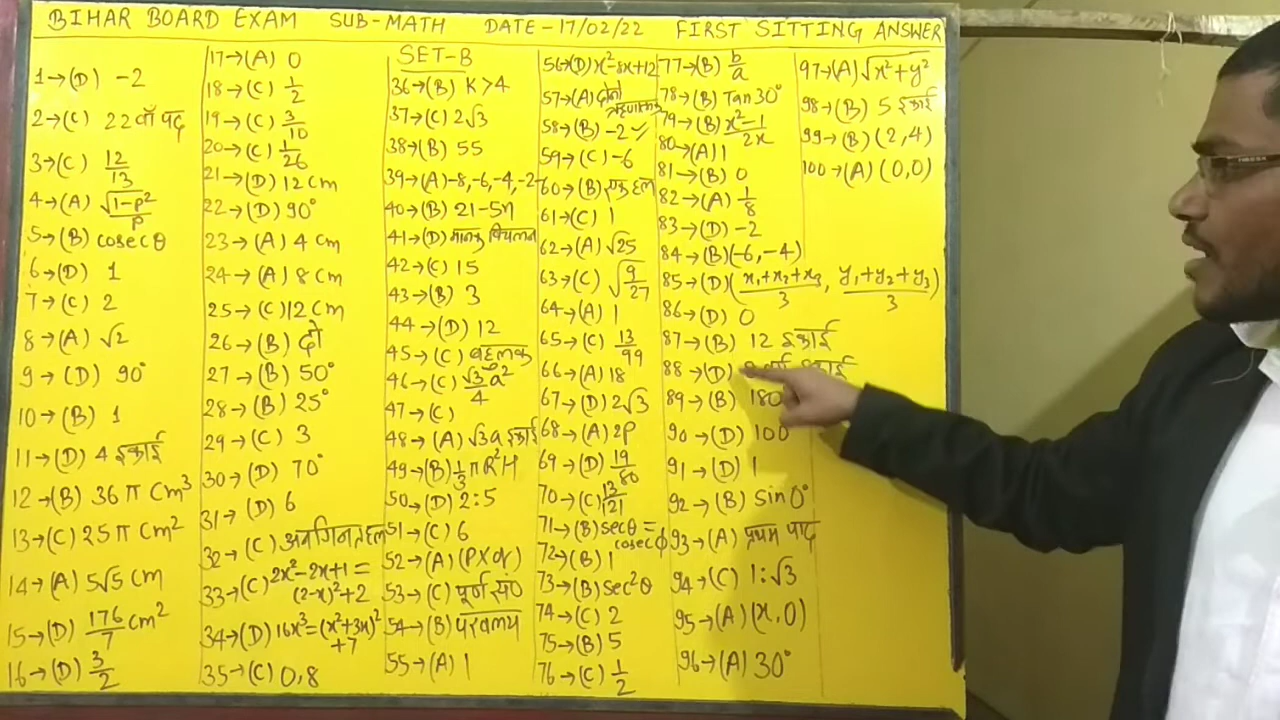 BIHAR BOARD EXAM SUB-MATH DATE-17/02/22 FIRST SITTING ANSWER
1→(D) -2
2→(C) 22वाँ पद
3→(C) 12/13
4→(A) √1-p²/p
5→(B) cosec θ
6→(D) 1
7→(C) 2
8→(A) √2
9→(D) 90°
10→(B) 1
11→(D) 4 इकाई
12→(B) 36π cm³
13→(C) 25π cm²
14→(A) 5√5 cm
15→(D) 176/7 cm²
16→(D) 3/2
17→(A) 0
18→(C) 1/2
19→(C) 3/10
20→(C) 1/26
21→(D) 12 cm
22→(D) 90°
23→(A) 4 cm
24→(A) 8 cm
25→(C) 12 cm
26→(B) दो
27→(B) 50°
28→(B) 25°
29→(C) 3
30→(D) 70°
31→(D) 6
32→(C) अनगिनत हल
33→(C) 2x²-2x+1=
(2-x)²+2
34→(D) 16x³=(x²+3x)²
+7
35→(C) 0,8
SET-B
36→(B) K>4
37→(C) 2√3
38→(B) 55
39→(A) -8,-6,-4,-2
40→(B) 21-5n
41→(D) मानक विचलन
42→(C) 15
43→(B) 3
44→(D) 12
45→(C) बहुलक
46→(C) √3/4 a²
47→(C)
48→(A) √3a इकाई
49→(B) 1/3 πR²H
50→(D) 2:5
51→(C) 6
52→(A) (P×q)
53→(C) पूर्ण सं०
54→(B) परवलय
55→(A) 1
56→(D) x²-8x+12
57→(A) दोनों
58→(B) -2
59→(C) -6
60→(B) एक हल
61→(C) 1
62→(A) √25
63→(C) √9/27
64→(A) 1
65→(C) 13/99
66→(A) 18
67→(D) 2√3
68→(A) 2p
69→(D) 19/80
70→(C) 13/121
71→(B) secθ=
cosecϕ
72→(B) 1
73→(B) sec²θ
74→(C) 2
75→(B) 5
76→(C) 1/2
77→(B) b/a
78→(B) Tan30°
79→(B) x²-1/2x
80→(A) 1
81→(B) 0
82→(A) 1/8
83→(D) -2
84→(B) (-6,-4)
85→(D) (x₁+x₂+x₃/3, y₁+y₂+y₃/3)
86→(D) 0
87→(B) 12 इकाई
88→(D) इकाई
89→(B) 180
90→(D) 100
91→(D) 1
92→(B) Sin 0°
93→(A) प्रथम पाद
94→(C) 1:√3
95→(A) (x,0)
96→(A) 30°
97→(A) √x²+y²
98→(B) 5 इकाई
99→(B) (2,4)
100→(A) (0,0)